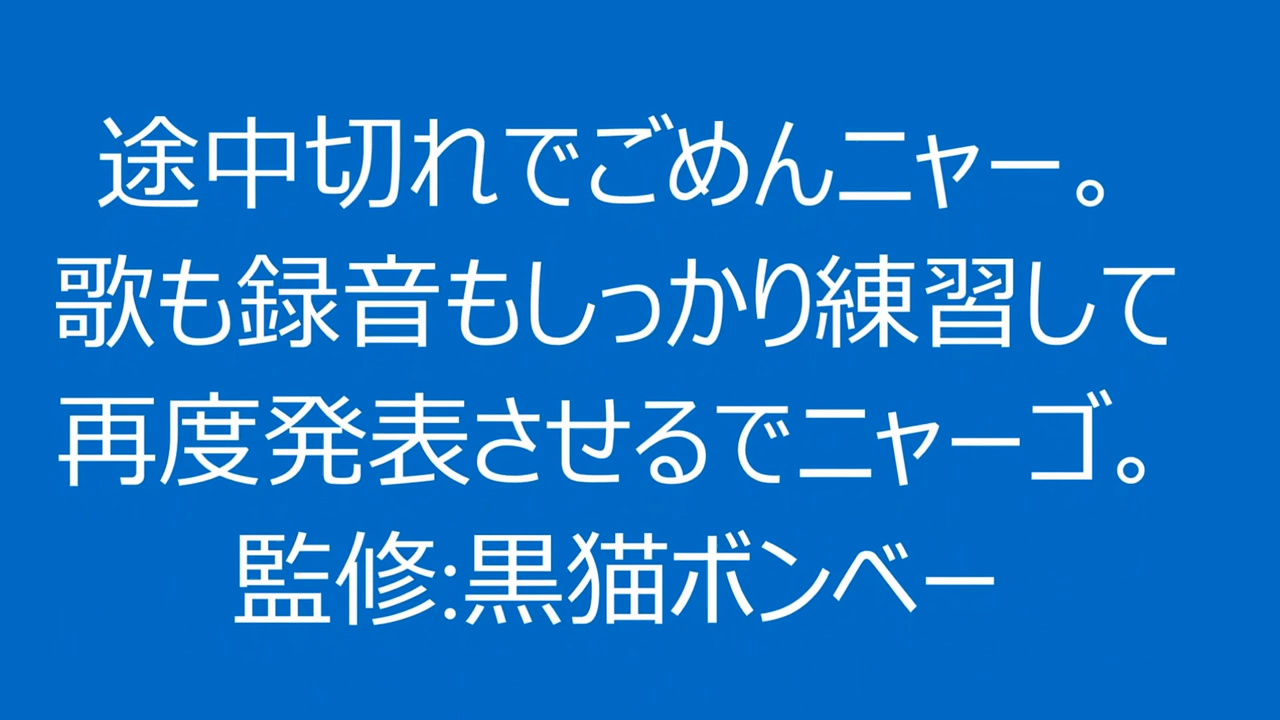 途中切れでごめんニャー。
歌も録音もしっかり練習して
再度発表させるでニャーゴ。
監修:黒猫ボンベー